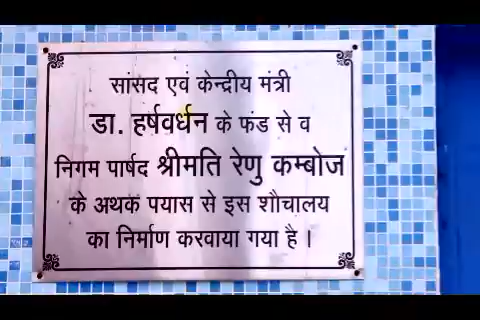 सांसद एवं केन्द्रीय मंत्री
डा. हर्षवर्धन के फंड से व
निगम पार्षद श्रीमति रेणु कम्बोज
के अथक पयास से इस शौचालय
का निर्माण करवाया गया है ।